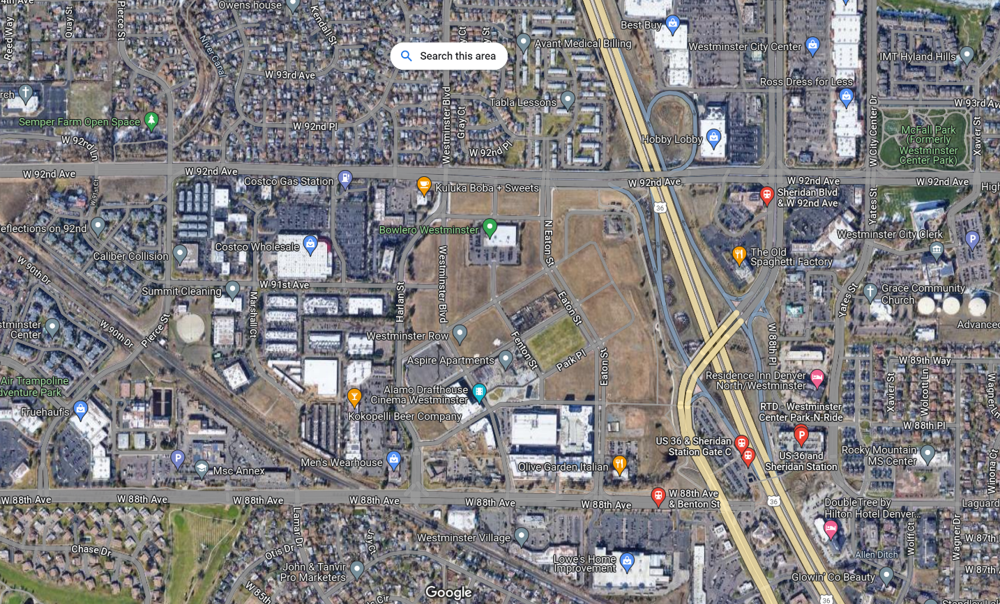 4th Ave
Owens house
Pierce St
Quay St
Reed Way
Kendall St
Niver Canal
Best Buy
Avant Medical Billing
Westminster City Center
IMT Hyland Hills
Search this area
W 93rd Ave
Ross Dress for Less
Tabla Lessons
W 93rd Ave
rch
Semper Farm Open Space
W 92nd Pl
Westminster Blvd
Gray Ct
W 92nd Pl
Hobby Lobby
W City Center Dr
McFall Park
(Formerly
Westminster
Center Park)
Xavier St
W 92nd Ln
W 92nd Ave
W 92nd Ave
W 92nd Ave
W 92nd Ave
W 92nd Ave
High
W 91st Ct
Costco Gas Station
Kuluka Boba + Sweets
Sheridan Blvd
& W 92nd Ave
Yates St
36
eflections on 92nd
Bowlero Westminster
N Eaton St
Westminster City Clerk
P
Caliber Collision
Costco Wholesale
Westminster Blvd
The Old
Spaghetti Factory
W 90th Dr
Summit Cleaning
W 91st Ave
Harlan St
Eaton St
Grace Community
Church
Yates St
Marshall Ct
stminster
Center
W 90th Dr
Pierce St
Westminster Row
Fenton St
W 88th Pl
Advanced
Aspire Apartments
Park Pl
Eaton St
W 89th Way
Air Trampoline
dventure Park
Alamo Drafthouse
Cinema Westminster
Residence Inn Denver
North/Westminster
Xavier St
Wolcott Ln
Wagner Ln
Fruehauf's
Kokopelli Beer Company
RTD - Westminster
Center Park-N-Ride
P
W 88th Pl
US 36 & Sheridan
Station Gate C
US 36 and
Sheridan Station
Rocky Mountain
MS Center
P
Msc Annex
Men's Wearhouse
Olive Garden Italian
Winona Ct
W 88th Ave
W 88th Ave
W 88th Ave
W 88th Ave
W 88th Ave
W 88th Ave
W 88th Ave
& Benton St
36
DoubleTree by
Hilton Hotel Denver...
Laguard
Lamar Dr
Jay Ct
Westminster Village
Wolff Ct
Wagner Dr
W 87th
Chase Dr
Otis Dr
John & Tanvir
Pro Marketers
Lowe's Home
Improvement
Allen Ditch
W 87th
Glowin' Co Beauty
W 85th
Google
36